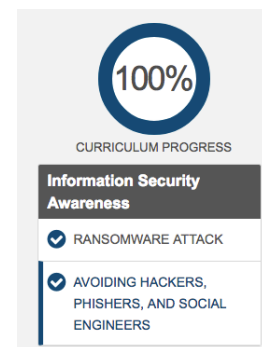 100%
CURRICULUM PROGRESS
Information Security
Awareness
RANSOMWARE ATTACK
AVOIDING HACKERS,
PHISHERS, AND SOCIAL
ENGINEERS